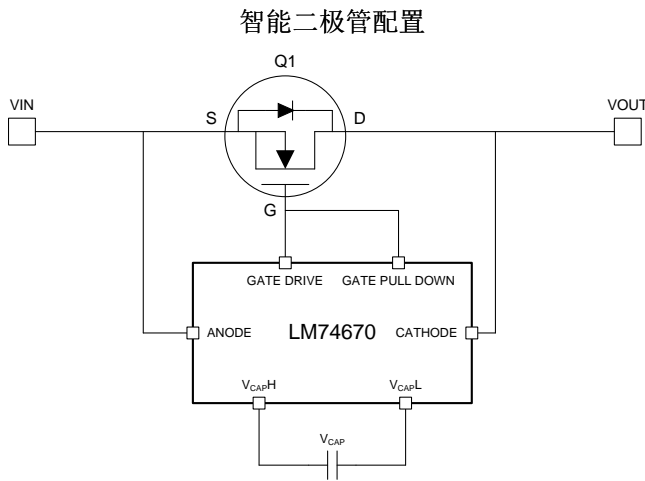 智能二极管配置
Q1
VIN
VOUT
S
D
G
GATE DRIVE
GATE PULL DOWN
ANODE
LM74670
CATHODE
VCAPH
VCAPL
VCAP